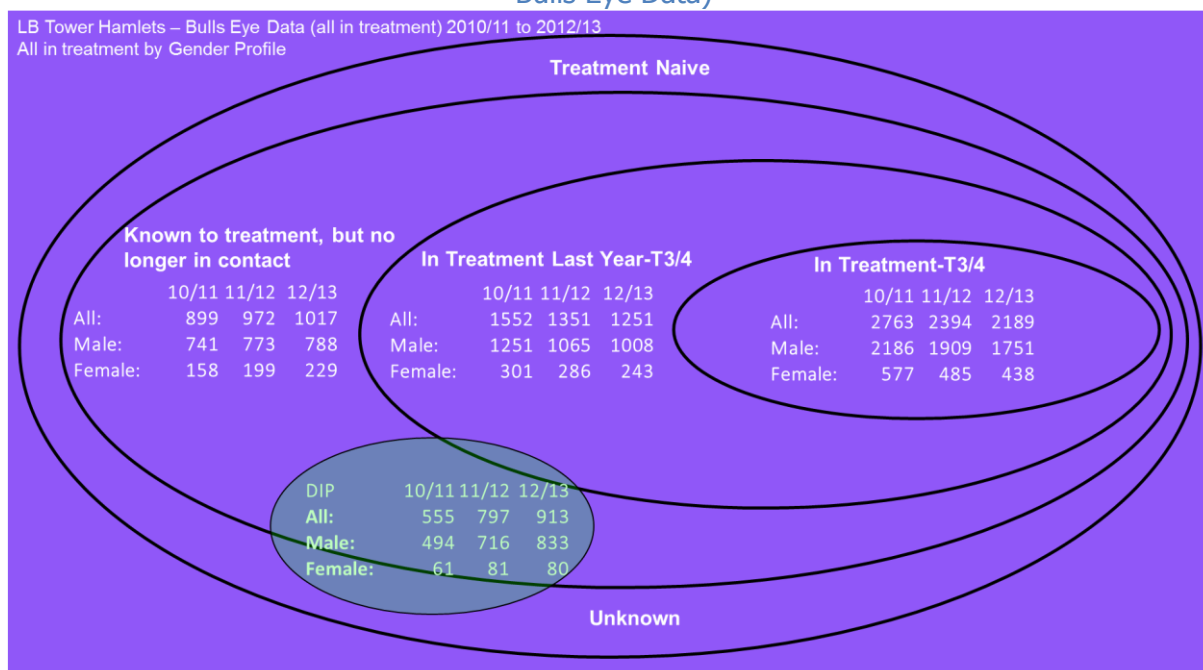 Bulls Eye Data)
LB Tower Hamlets – Bulls Eye Data (all in treatment) 2010/11 to 2012/13
All in treatment by Gender Profile
Treatment Naive
Known to treatment, but no
longer in contact
10/11 11/12 12/13
All: 899 972 1017
Male: 741 773 788
Female: 158 199 229
In Treatment Last Year-T3/4
10/11 11/12 12/13
All: 1552 1351 1251
Male: 1251 1065 1008
Female: 301 286 243
In Treatment-T3/4
10/11 11/12 12/13
All: 2763 2394 2189
Male: 2186 1909 1751
Female: 577 485 438
DIP 10/11 11/12 12/13
All: 555 797 913
Male: 494 716 833
Female: 61 81 80
Unknown